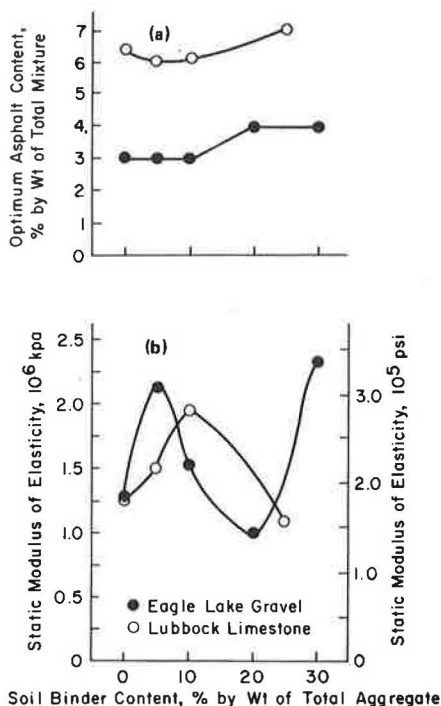 Optimum Asphalt Content,
% by Wt of Total Mixture
7
6
5
4.
3
2
1
0
(a)
Static Modulus of Elasticity, 10⁶ kpa
2.5
2.0
1.5
1.0
0.5
0
(b)
Static Modulus of Elasticity, 10⁵ psi
3.0
2.0
1.0
0
Eagle Lake Gravel
Lubbock Limestone
0 10 20 30
Soil Binder Content, % by Wt of Total Aggregate